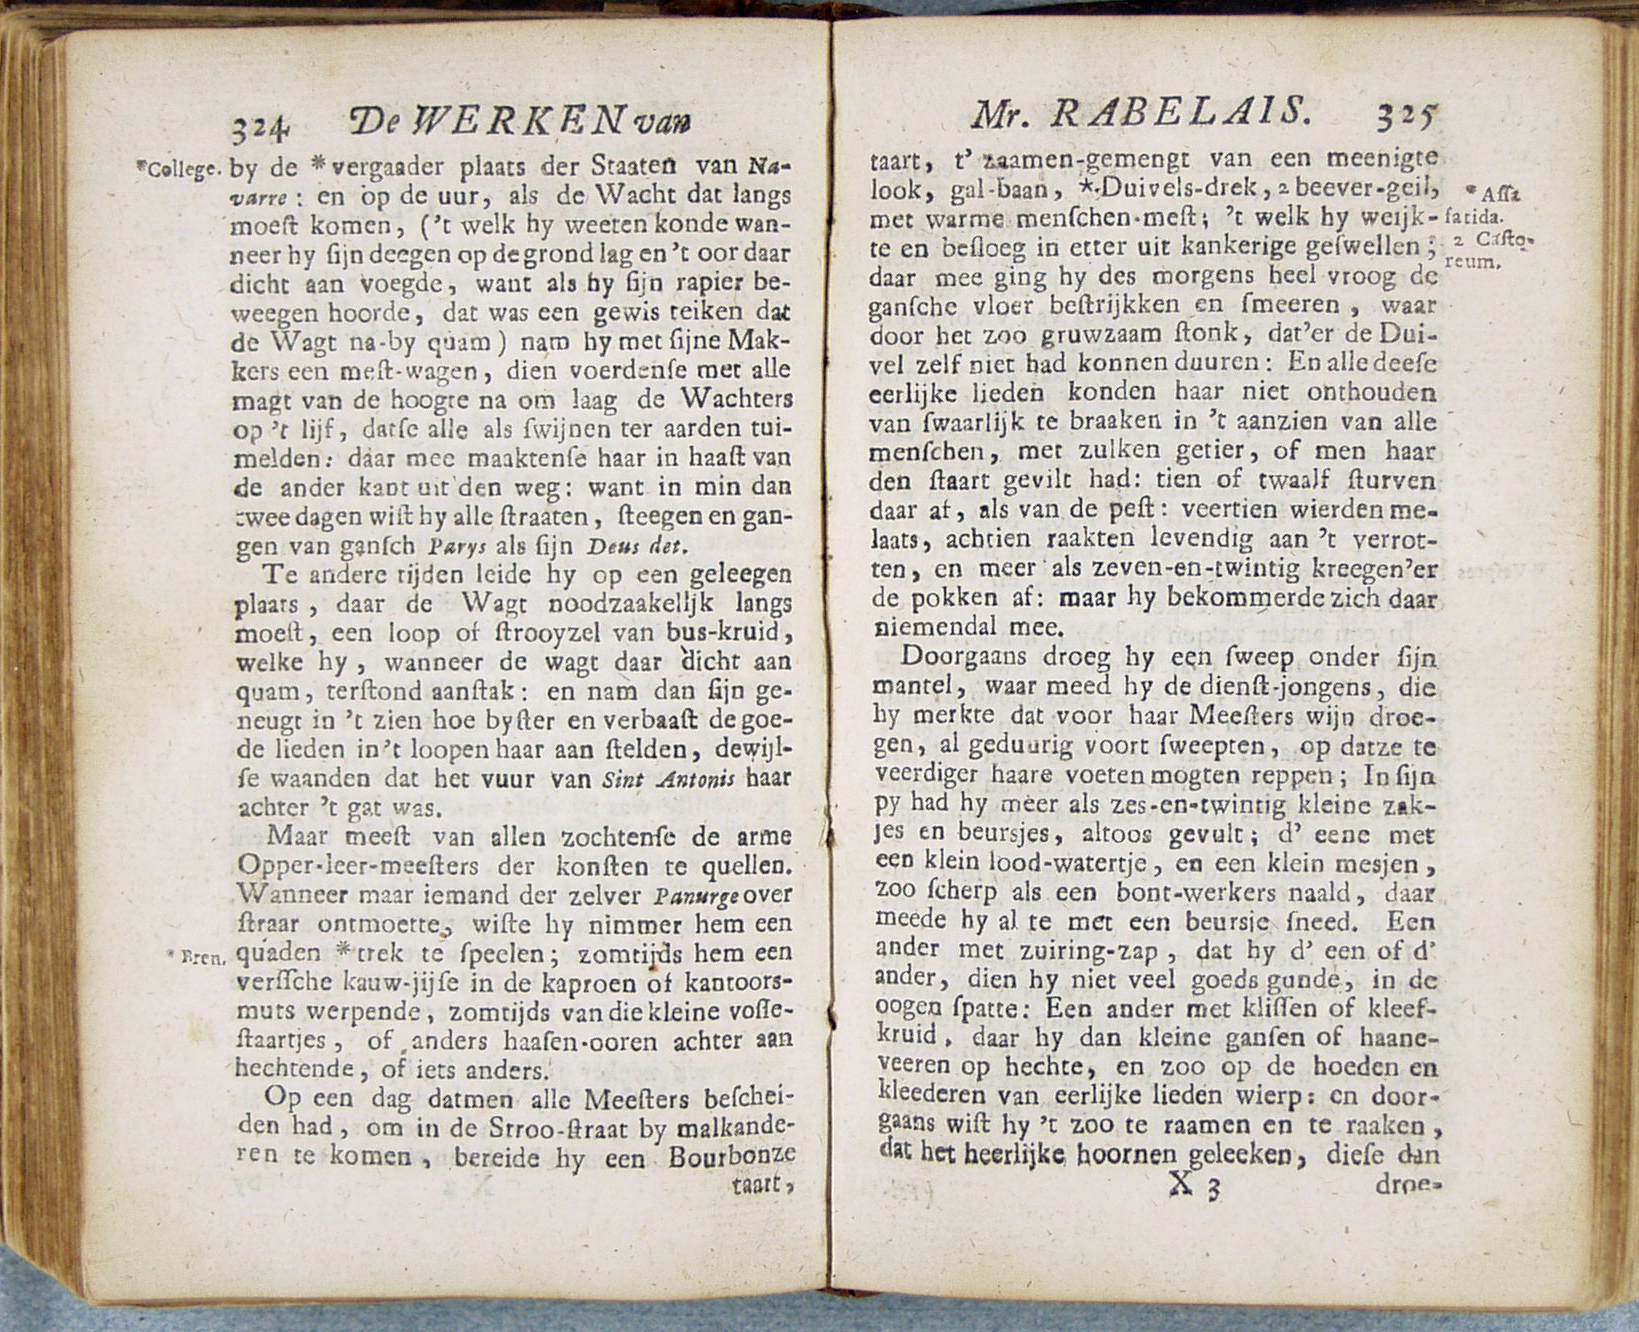 324 De WERKEN van
*College. by de * vergaader plaats der Staaten van Na-
varre : en op de uur, als de Wacht dat langs
moeſt komen, ('t welk hy weeten konde wan-
neer hy ſijn deegen op de grond lag en 't oor daar
dicht aan voegde, want als hy ſijn rapier be-
weegen hoorde, dat was een gewis teiken dat
de Wagt na-by quam) nam hy met ſijne Mak-
kers een meſt-wagen, dien voerdenſe met alle
magt van de hoogte na om laag de Wachters
op 't lijf, datſe alle als ſwijnen ter aarden tui-
melden: daar mee maaktenſe haar in haaſt van
de ander kant uit den weg: want in min dan
twee dagen wiſt hy alle ſtraaten, ſteegen en gan-
gen van ganſch Parys als ſijn Deus det.
Te andere tijden leide hy op een geleegen
plaats, daar de Wagt noodzaakelijk langs
moeſt, een loop of ſtrooyzel van bus-kruid,
welke hy, wanneer de wagt daar dicht aan
quam, terſtond aanſtak: en nam dan ſijn ge-
neugt in 't zien hoe byſter en verbaaſt de goe-
de lieden in 't loopen haar aan ſtelden, dewijl-
ſe waanden dat het vuur van Sint Antonis haar
achter 't gat was.
Maar meeſt van allen zochtenſe de arme
Opper-leer-meeſters der konſten te quellen.
Wanneer maar iemand der zelver Panurge over
ſtraat ontmoette, wiſte hy nimmer hem een
* Bren. quaden * trek te ſpeelen; zomtijds hem een
verſſche kauw-jijſe in de kaproen of kantoors-
muts werpende, zomtijds van die kleine voſſe-
ſtaartjes, of anders haaſen-ooren achter aan
hechtende, of iets anders.
Op een dag datmen alle Meeſters beſchei-
den had, om in de Stroo-ſtraat by malkande-
ren te komen, bereide hy een Bourbonze
taart,
Mr. RABELAIS. 325
taart, t' zaamen-gemengt van een meenigte
look, gal-baan, * Duivels-drek, 2 beever-geil, * Aſſa
met warme menſchen-meſt; 't welk hy weijk- fatida.
te en beſloeg in etter uit kankerige geſwellen; 2 Caſto-
daar mee ging hy des morgens heel vroog de reum.
ganſche vloer beſtrijkken en ſmeeren, waar
door het zoo gruwzaam ſtonk, dat'er de Dui-
vel zelf niet had konnen duuren: En alle deeſe
eerlijke lieden konden haar niet onthouden
van ſwaarlijk te braaken in 't aanzien van alle
menſchen, met zulken getier, of men haar
den ſtaart gevilt had: tien of twaalf ſturven
daar af, als van de peſt: veertien wierden me-
laats, achtien raakten levendig aan 't verrot-
ten, en meer als zeven-en-twintig kreegen'er
de pokken af: maar hy bekommerde zich daar
niemendal mee.
Doorgaans droeg hy een ſweep onder ſijn
mantel, waar meed hy de dienſt-jongens, die
hy merkte dat voor haar Meeſters wijn droe-
gen, al geduurig voort ſweepten, op datze te
veerdiger haare voeten mogten reppen; In ſijn
py had hy meer als zes-en-twintig kleine zak-
jes en beursjes, altoos gevult; d' eene met
een klein lood-watertje, en een klein mesjen,
zoo ſcherp als een bont-werkers naald, daar
meede hy al te met een beursje ſneed. Een
ander met zuiring-zap, dat hy d' een of d'
ander, dien hy niet veel goeds gunde, in de
oogen ſpatte: Een ander met kliſſen of kleef-
kruid, daar hy dan kleine ganſen of haane-
veeren op hechte, en zoo op de hoeden en
kleederen van eerlijke lieden wierp: en door-
gaans wiſt hy 't zoo te raamen en te raaken,
dat het heerlijke hoornen geleeken, dieſe dan
X 3 droe-